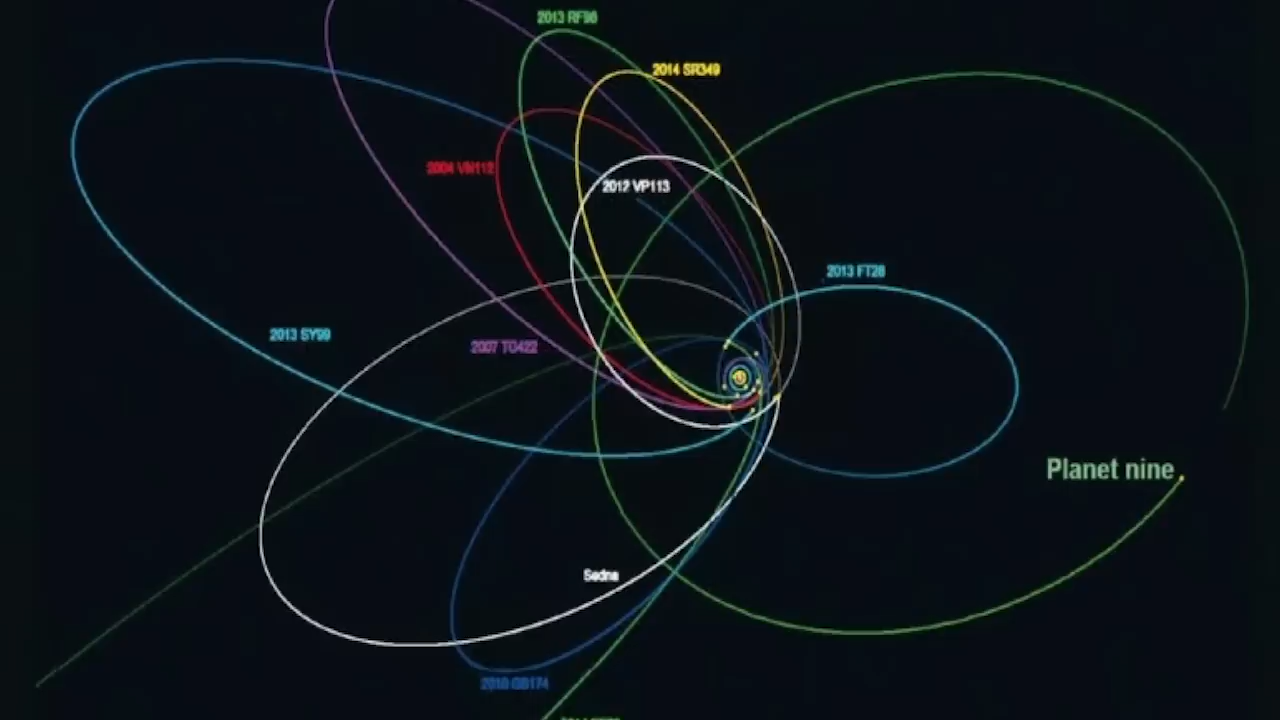 2013 RF98
2014 SR349
2004 VN112
2012 VP113
2013 FT28
2013 SY99
2007 TG422
Planet nine
Sedna
2010 GB174